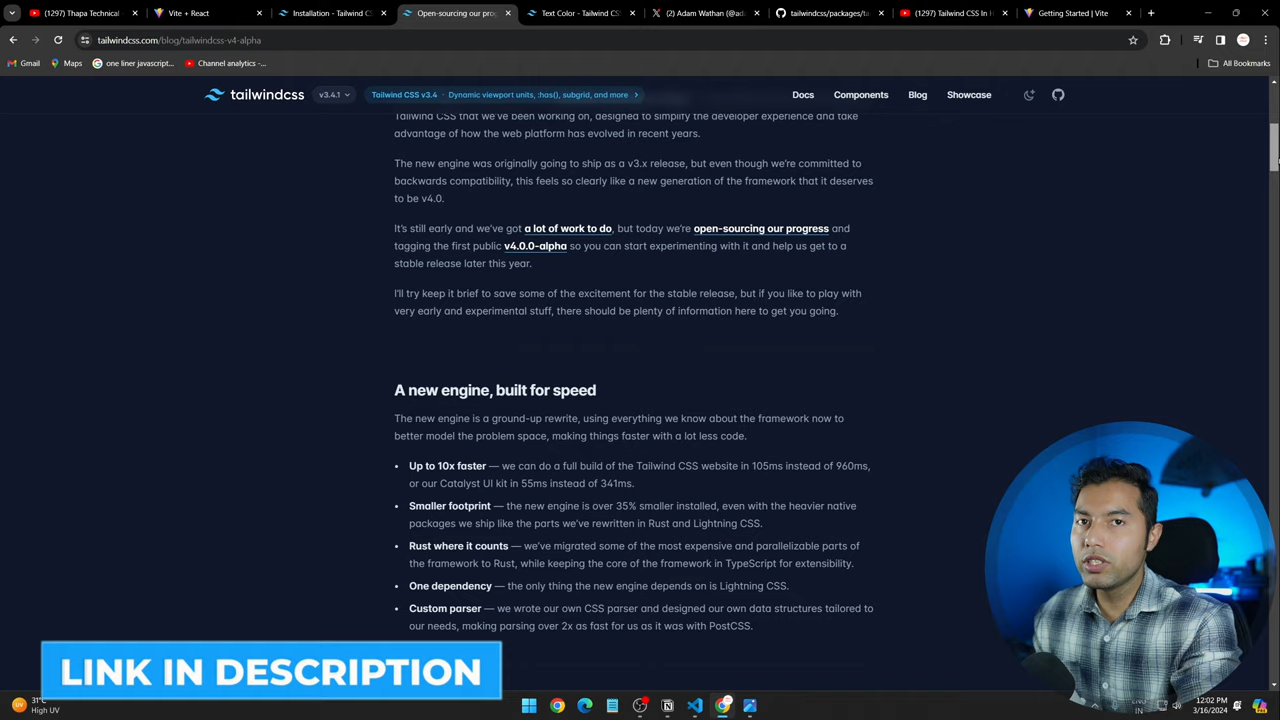 (1297) Thapa Technical
Vite + React
Installation - Tailwind C
Open-sourcing our prog
Text Color - Tailwind CS
(2) Adam Wathan (@ada
tailwindcss/packages/ta
(1297) Tailwind CSS In H
Getting Started | Vite
tailwindcss.com/blog/tailwindcss-v4-alpha
Gmail
Maps
one liner javascript...
Channel analytics -...
All Bookmarks
tailwindcss
v3.4.1
Tailwind CSS v3.4 · Dynamic viewport units, :has(), subgrid, and more
Docs
Components
Blog
Showcase
Tailwind CSS that we've been working on, designed to simplify the developer experience and take
advantage of how the web platform has evolved in recent years.
The new engine was originally going to ship as a v3.x release, but even though we're committed to
backwards compatibility, this feels so clearly like a new generation of the framework that it deserves
to be v4.0.
It's still early and we've got a lot of work to do, but today we're open-sourcing our progress and
tagging the first public v4.0.0-alpha so you can start experimenting with it and help us get to a
stable release later this year.
I'll try keep it brief to save some of the excitement for the stable release, but if you like to play with
very early and experimental stuff, there should be plenty of information here to get you going.
A new engine, built for speed
The new engine is a ground-up rewrite, using everything we know about the framework now to
better model the problem space, making things faster with a lot less code.
• Up to 10x faster — we can do a full build of the Tailwind CSS website in 105ms instead of 960ms,
or our Catalyst UI kit in 55ms instead of 341ms.
• Smaller footprint — the new engine is over 35% smaller installed, even with the heavier native
packages we ship like the parts we've rewritten in Rust and Lightning CSS.
• Rust where it counts — we've migrated some of the most expensive and parallelizable parts of
the framework to Rust, while keeping the core of the framework in TypeScript for extensibility.
• One dependency — the only thing the new engine depends on is Lightning CSS.
• Custom parser — we wrote our own CSS parser and designed our own data structures tailored to
our needs, making parsing over 2x as fast for us as it was with PostCSS.
LINK IN DESCRIPTION
31°C
High UV
ENG
IN
12:02 PM
3/16/2024